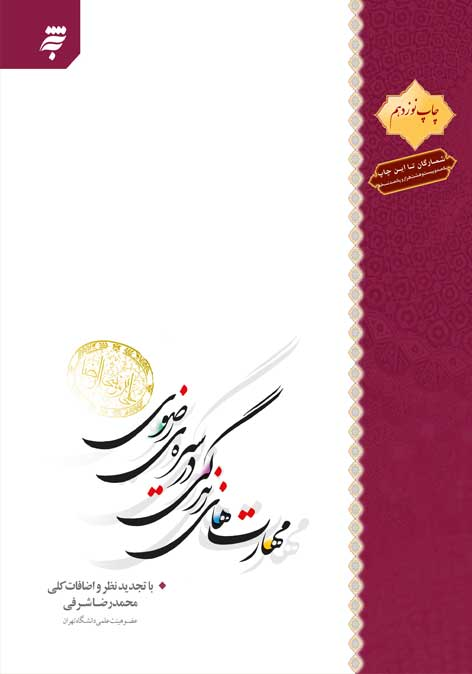 چاپ نوزدهم
شمارگان تا این چاپ
مهارت‌های زندگی در سیره‌ی رضوی
با تجدید نظر و اضافات کلی
محمدرضا شرفی
عضو هیئت علمی دانشگاه تهران